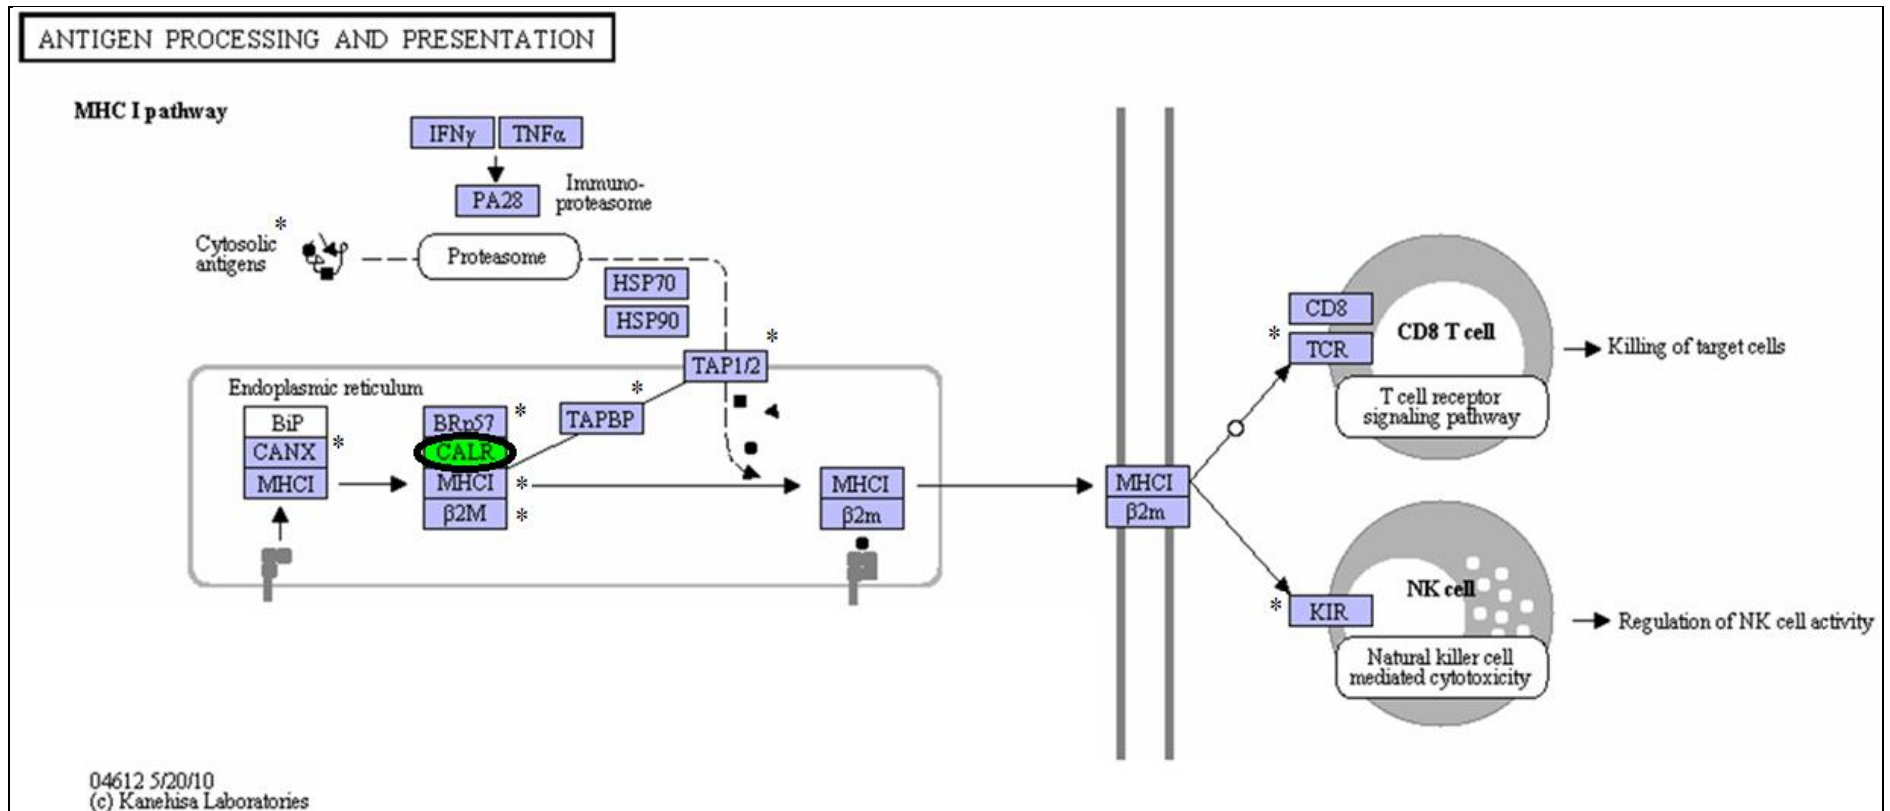 ANTIGEN PROCESSING AND PRESENTATION
MHC I pathway
IFNγ
TNFα
PA28
Immuno-
proteasome
*
Cytosolic
antigens
Proteasome
HSP70
HSP90
*
TAP1/2
Endoplasmic reticulum
*
TAPBP
BiP
CANX *
MHCI
BRp57 *
CALR
MHCI *
β2M *
MHCI
β2m
MHCI
β2m
CD8
*
TCR
CD8 T cell
T cell receptor
signaling pathway
Killing of target cells
* KIR
NK cell
Natural killer cell
mediated cytotoxicity
Regulation of NK cell activity
04612 5/20/10
(c) Kanehisa Laboratories